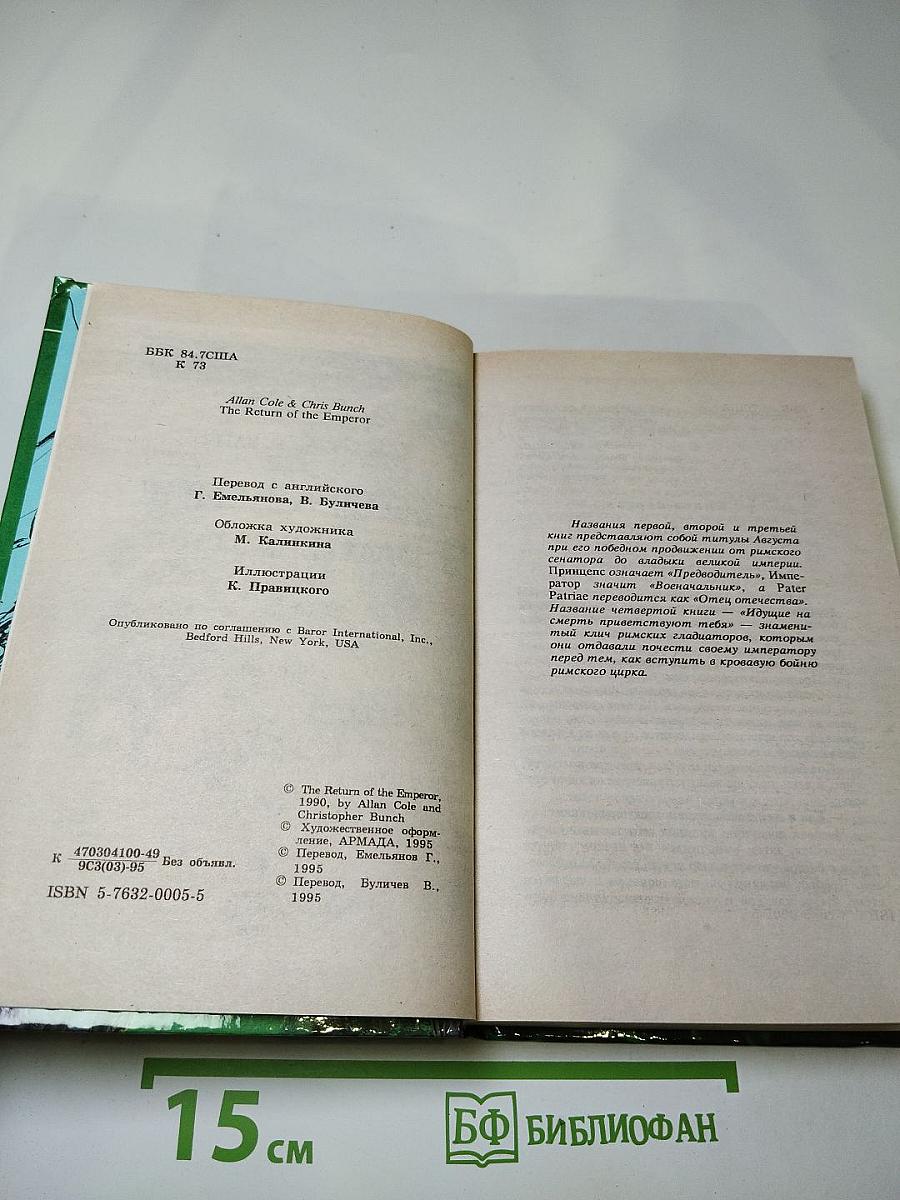 ББК 84.7США
К 73
Allan Cole & Chris Bunch
The Return of the Emperor
Перевод с английского
Г. Емельянова, В. Буличева
Обложка художника
М. Калинкина
Иллюстрации
К. Правицкого
Опубликовано по соглашению с Baror International, Inc.,
Bedford Hills, New York, USA
© The Return of the Emperor,
1990, by Allan Cole and
Christopher Bunch
© Художественное оформ-
ление, АРМАДА, 1995
© Перевод, Емельянов Г.,
1995
© Перевод, Буличев В.,
1995
К 470304100-49 Без объявл.
9С3(03)-95
ISBN 5-7632-0005-5
Названия первой, второй и третьей
книг представляют собой титулы Августа
при его победном продвижении от римского
сенатора до владыки великой империи.
Принцепс означает «Предводитель», Импе-
ратор значит «Военачальник», а Pater
Patriae переводится как «Отец отечества».
Название четвертой книги — «Идущие на
смерть приветствуют тебя» — знамени-
тый клич римских гладиаторов, которым
они отдавали почести своему императору
перед тем, как вступить в кровавую бойню
римского цирка.
15 см
БФ БИБЛИОФАН